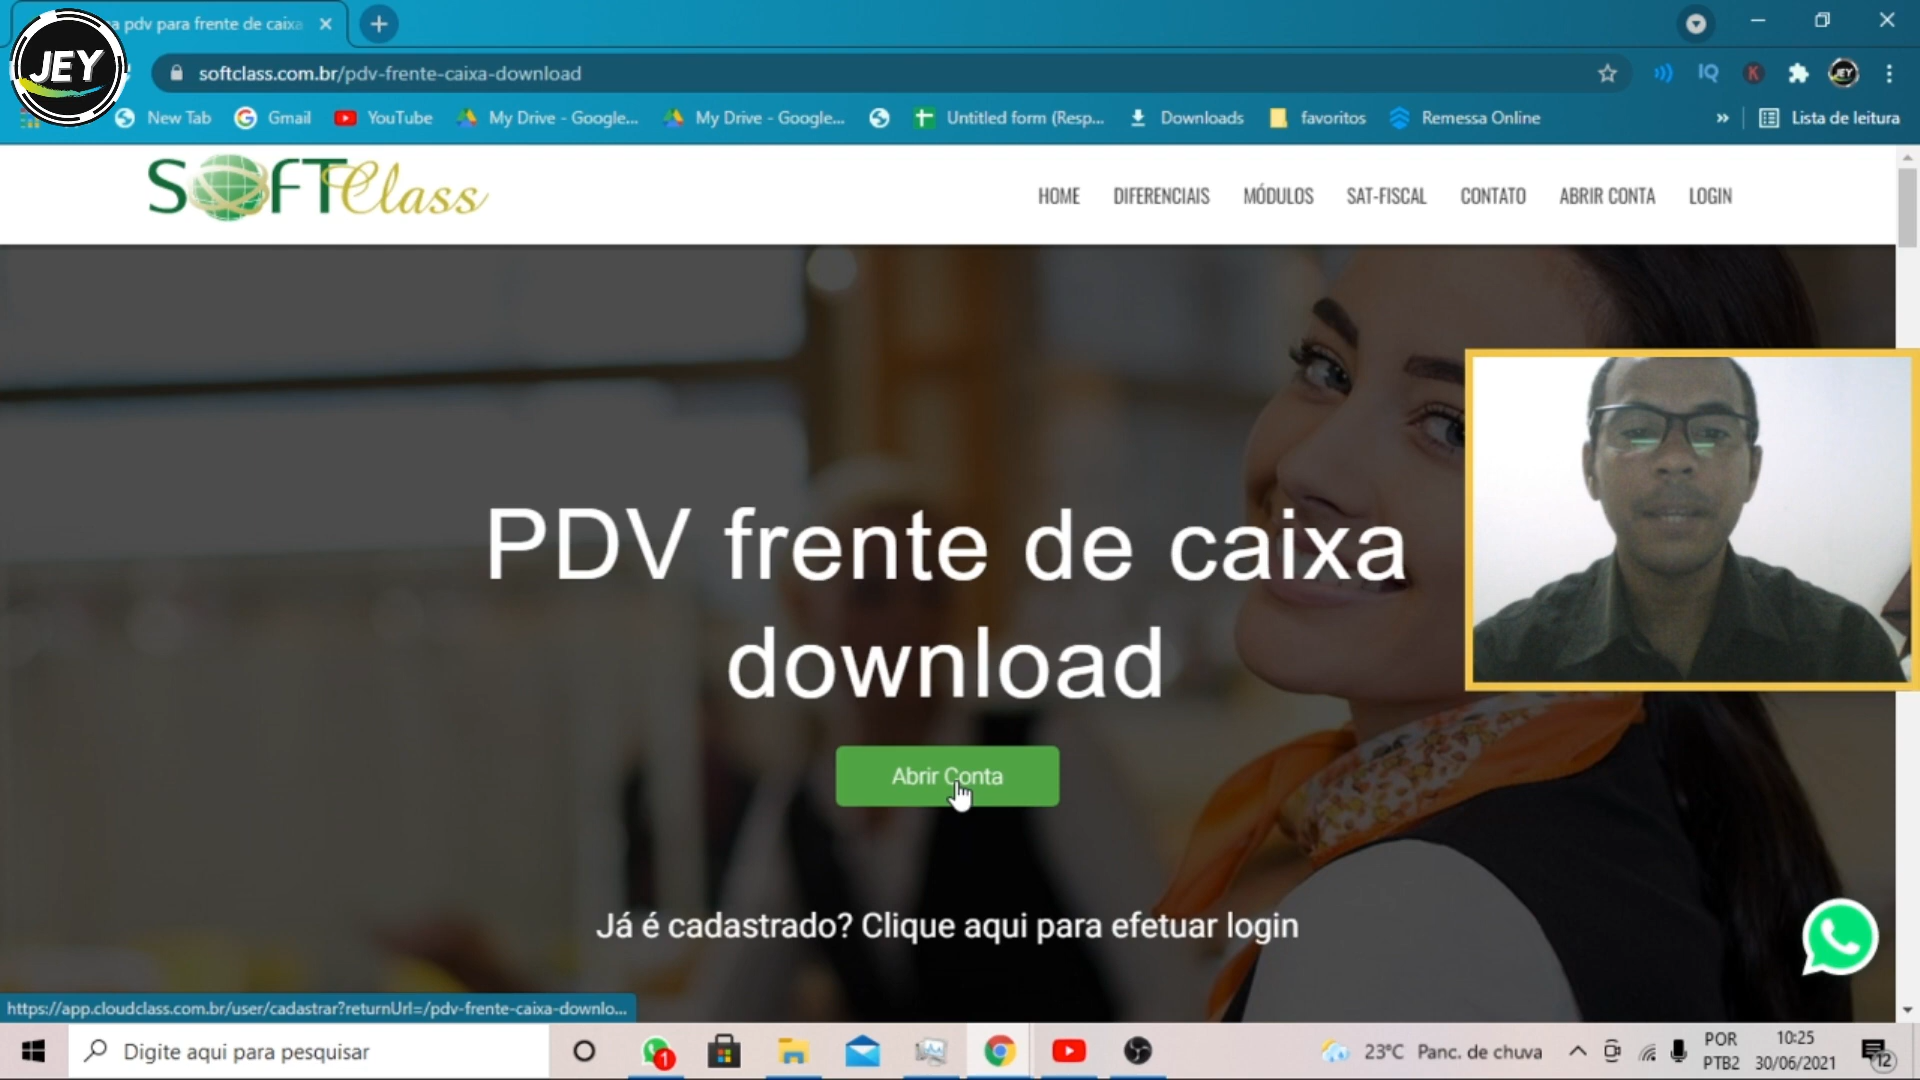 pdv para frente de caixa
JEY
softclass.com.br/pdv-frente-caixa-download
IQ
K
JEY
New Tab
Gmail
YouTube
My Drive - Google...
My Drive - Google...
Untitled form (Resp...
Downloads
favoritos
Remessa Online
»
Lista de leitura
SOFTClass
HOME
DIFERENCIAIS
MÓDULOS
SAT-FISCAL
CONTATO
ABRIR CONTA
LOGIN
PDV frente de caixa
download
Abrir Conta
Já é cadastrado? Clique aqui para efetuar login
https://app.cloudclass.com.br/user/cadastrar?returnUrl=/pdv-frente-caixa-downlo...
Digite aqui para pesquisar
1
23°C Panc. de chuva
POR
PTB2
10:25
30/06/2021
12